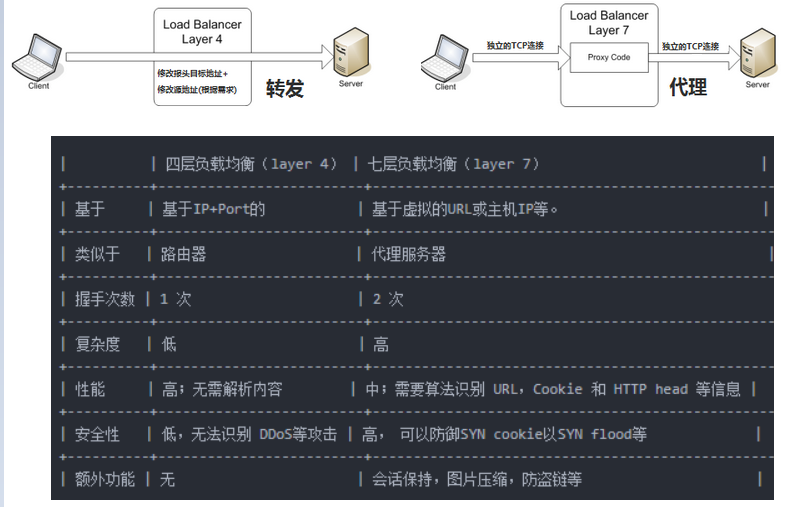 Load Balancer
Layer 4
修改报头目标地址+
修改源地址(根据需求)
转发
Client
Server
Load Balancer
Layer 7
独立的TCP连接
Proxy Code
独立的TCP连接
代理
Client
Server
| | 四层负载均衡（layer 4） | 七层负载均衡（layer 7） |
| 基于 | 基于IP+Port的 | 基于虚拟的URL或主机IP等。 |
| 类似于 | 路由器 | 代理服务器 |
| 握手次数 | 1 次 | 2 次
| 复杂度 | 低 | 高
| 性能 | 高；无需解析内容 | 中；需要算法识别 URL，Cookie 和 HTTP head 等信息 |
| 安全性 | 低，无法识别 DDoS等攻击 | 高， 可以防御SYN cookie以SYN flood等 |
| 额外功能 | 无 | 会话保持，图片压缩，防盗链等 |